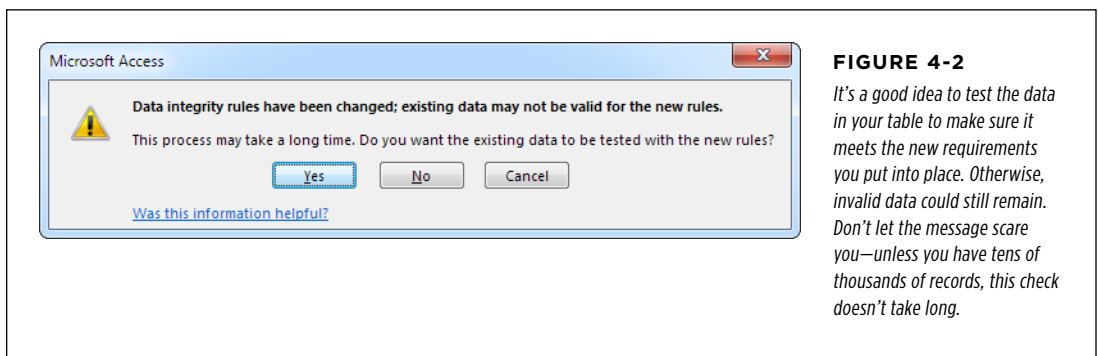 Microsoft Access
Data integrity rules have been changed; existing data may not be valid for the new rules.
This process may take a long time. Do you want the existing data to be tested with the new rules?
Yes
No
Cancel
Was this information helpful?
FIGURE 4-2
It's a good idea to test the data
in your table to make sure it
meets the new requirements
you put into place. Otherwise,
invalid data could still remain.
Don't let the message scare
you—unless you have tens of
thousands of records, this check
doesn't take long.